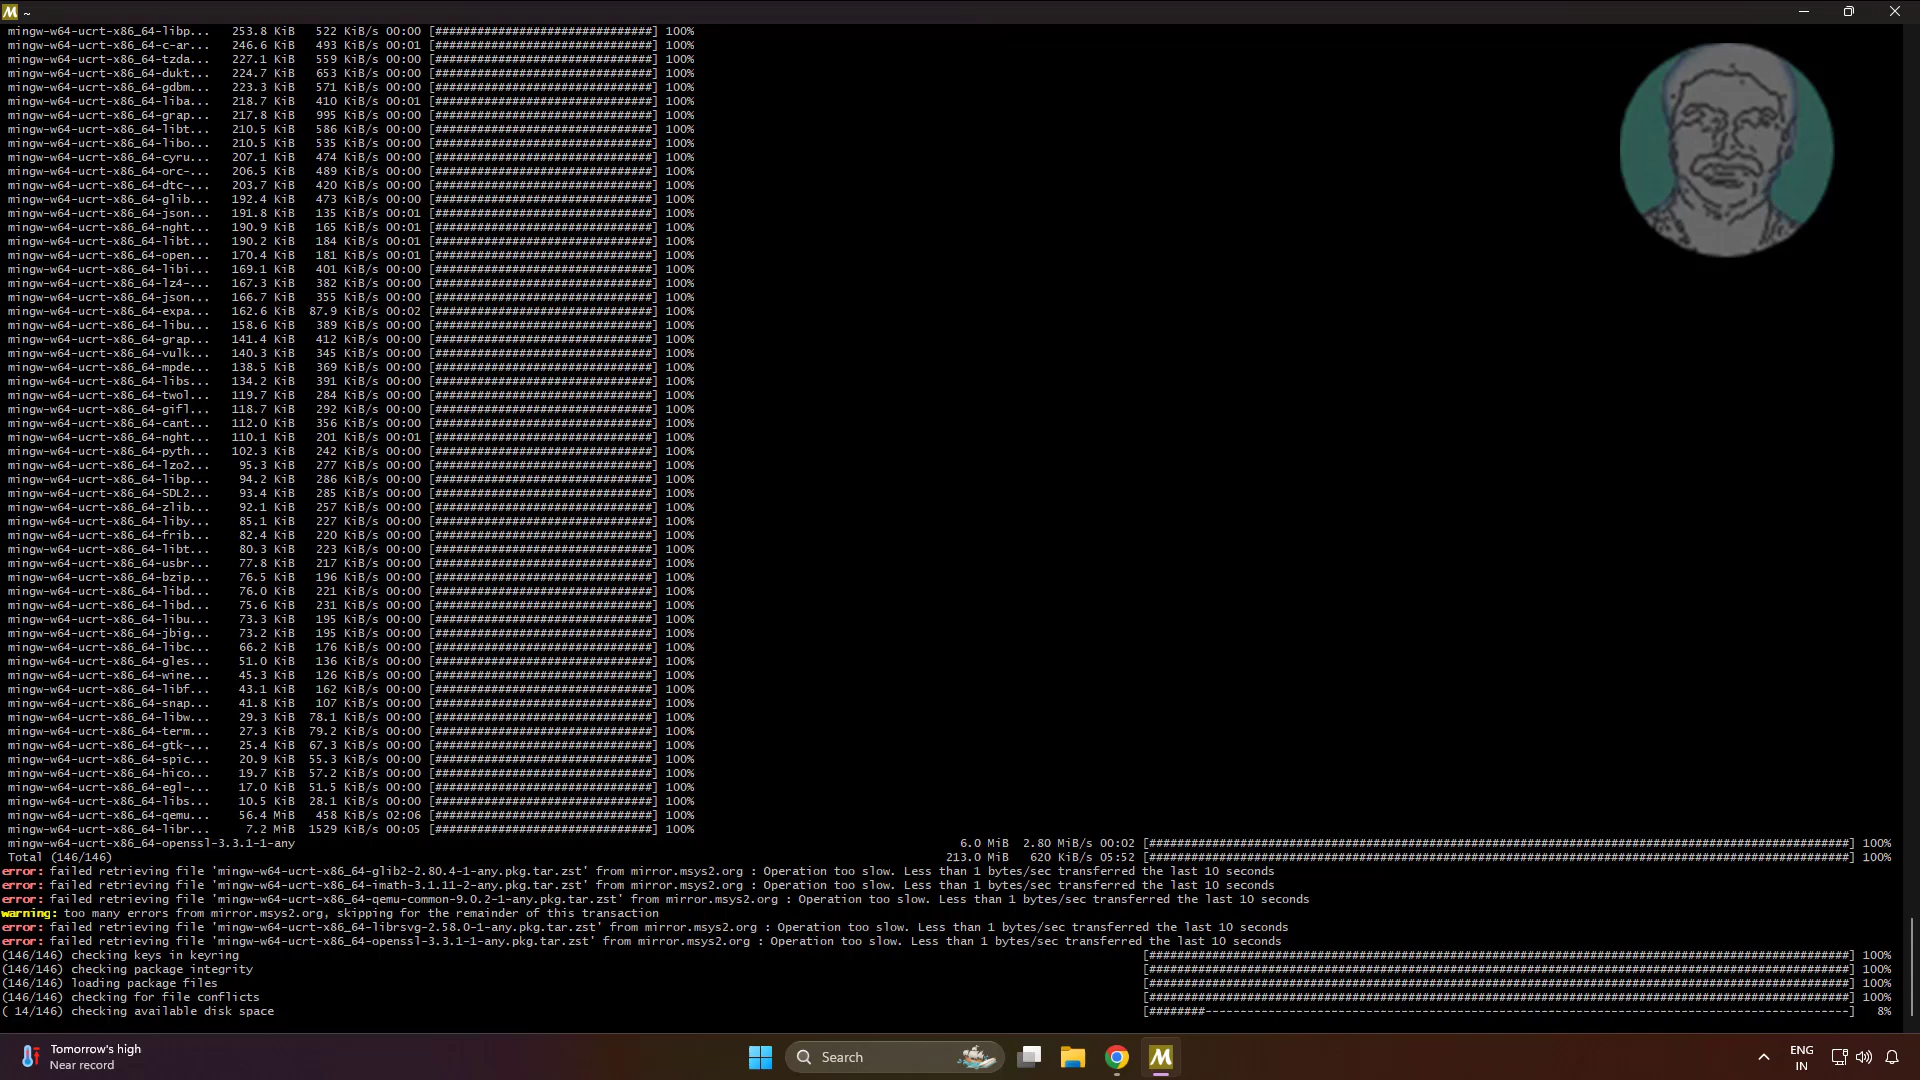 ~
mingw-w64-ucrt-x86_64-libp... 253.8 KiB 522 KiB/s 00:00 [###############################] 100%
mingw-w64-ucrt-x86_64-c-ar... 246.6 KiB 493 KiB/s 00:01 [###############################] 100%
mingw-w64-ucrt-x86_64-tzda... 227.1 KiB 559 KiB/s 00:00 [###############################] 100%
mingw-w64-ucrt-x86_64-dukt... 224.7 KiB 653 KiB/s 00:00 [###############################] 100%
mingw-w64-ucrt-x86_64-gdbm... 223.3 KiB 571 KiB/s 00:00 [###############################] 100%
mingw-w64-ucrt-x86_64-liba... 218.7 KiB 410 KiB/s 00:01 [###############################] 100%
mingw-w64-ucrt-x86_64-grap... 217.8 KiB 995 KiB/s 00:00 [###############################] 100%
mingw-w64-ucrt-x86_64-libt... 210.5 KiB 586 KiB/s 00:00 [###############################] 100%
mingw-w64-ucrt-x86_64-libo... 210.5 KiB 535 KiB/s 00:00 [###############################] 100%
mingw-w64-ucrt-x86_64-cyru... 207.1 KiB 474 KiB/s 00:00 [###############################] 100%
mingw-w64-ucrt-x86_64-orc-... 206.5 KiB 489 KiB/s 00:00 [###############################] 100%
mingw-w64-ucrt-x86_64-dtc-... 203.7 KiB 420 KiB/s 00:00 [###############################] 100%
mingw-w64-ucrt-x86_64-glib... 192.4 KiB 473 KiB/s 00:00 [###############################] 100%
mingw-w64-ucrt-x86_64-json... 191.8 KiB 135 KiB/s 00:01 [###############################] 100%
mingw-w64-ucrt-x86_64-nght... 190.9 KiB 165 KiB/s 00:01 [###############################] 100%
mingw-w64-ucrt-x86_64-libt... 190.2 KiB 184 KiB/s 00:01 [###############################] 100%
mingw-w64-ucrt-x86_64-open... 170.4 KiB 181 KiB/s 00:01 [###############################] 100%
mingw-w64-ucrt-x86_64-libi... 169.1 KiB 401 KiB/s 00:00 [###############################] 100%
mingw-w64-ucrt-x86_64-lz4-... 167.3 KiB 382 KiB/s 00:00 [###############################] 100%
mingw-w64-ucrt-x86_64-json... 166.7 KiB 355 KiB/s 00:00 [###############################] 100%
mingw-w64-ucrt-x86_64-expa... 162.6 KiB 87.9 KiB/s 00:02 [###############################] 100%
mingw-w64-ucrt-x86_64-libu... 158.6 KiB 389 KiB/s 00:00 [###############################] 100%
mingw-w64-ucrt-x86_64-grap... 141.4 KiB 412 KiB/s 00:00 [###############################] 100%
mingw-w64-ucrt-x86_64-vulk... 140.3 KiB 345 KiB/s 00:00 [###############################] 100%
mingw-w64-ucrt-x86_64-mpde... 138.5 KiB 369 KiB/s 00:00 [###############################] 100%
mingw-w64-ucrt-x86_64-libs... 134.2 KiB 391 KiB/s 00:00 [###############################] 100%
mingw-w64-ucrt-x86_64-twol... 119.7 KiB 284 KiB/s 00:00 [###############################] 100%
mingw-w64-ucrt-x86_64-gifl... 118.7 KiB 292 KiB/s 00:00 [###############################] 100%
mingw-w64-ucrt-x86_64-cant... 112.0 KiB 356 KiB/s 00:00 [###############################] 100%
mingw-w64-ucrt-x86_64-nght... 110.1 KiB 201 KiB/s 00:01 [###############################] 100%
mingw-w64-ucrt-x86_64-pyth... 102.3 KiB 242 KiB/s 00:00 [###############################] 100%
mingw-w64-ucrt-x86_64-lzo2... 95.3 KiB 277 KiB/s 00:00 [###############################] 100%
mingw-w64-ucrt-x86_64-libp... 94.2 KiB 286 KiB/s 00:00 [###############################] 100%
mingw-w64-ucrt-x86_64-SDL2... 93.4 KiB 285 KiB/s 00:00 [###############################] 100%
mingw-w64-ucrt-x86_64-zlib... 92.1 KiB 257 KiB/s 00:00 [###############################] 100%
mingw-w64-ucrt-x86_64-liby... 85.1 KiB 227 KiB/s 00:00 [###############################] 100%
mingw-w64-ucrt-x86_64-frib... 82.4 KiB 220 KiB/s 00:00 [###############################] 100%
mingw-w64-ucrt-x86_64-libt... 80.3 KiB 223 KiB/s 00:00 [###############################] 100%
mingw-w64-ucrt-x86_64-usbr... 77.8 KiB 217 KiB/s 00:00 [###############################] 100%
mingw-w64-ucrt-x86_64-bzip... 76.5 KiB 196 KiB/s 00:00 [###############################] 100%
mingw-w64-ucrt-x86_64-libd... 76.0 KiB 221 KiB/s 00:00 [###############################] 100%
mingw-w64-ucrt-x86_64-libd... 75.6 KiB 231 KiB/s 00:00 [###############################] 100%
mingw-w64-ucrt-x86_64-libu... 73.3 KiB 195 KiB/s 00:00 [###############################] 100%
mingw-w64-ucrt-x86_64-jbig... 73.2 KiB 195 KiB/s 00:00 [###############################] 100%
mingw-w64-ucrt-x86_64-libc... 66.2 KiB 176 KiB/s 00:00 [###############################] 100%
mingw-w64-ucrt-x86_64-gles... 51.0 KiB 136 KiB/s 00:00 [###############################] 100%
mingw-w64-ucrt-x86_64-wine... 45.3 KiB 126 KiB/s 00:00 [###############################] 100%
mingw-w64-ucrt-x86_64-libf... 43.1 KiB 162 KiB/s 00:00 [###############################] 100%
mingw-w64-ucrt-x86_64-snap... 41.8 KiB 107 KiB/s 00:00 [###############################] 100%
mingw-w64-ucrt-x86_64-libw... 29.3 KiB 78.1 KiB/s 00:00 [###############################] 100%
mingw-w64-ucrt-x86_64-term... 27.3 KiB 79.2 KiB/s 00:00 [###############################] 100%
mingw-w64-ucrt-x86_64-gtk-... 25.4 KiB 67.3 KiB/s 00:00 [###############################] 100%
mingw-w64-ucrt-x86_64-spic... 20.9 KiB 55.3 KiB/s 00:00 [###############################] 100%
mingw-w64-ucrt-x86_64-hico... 19.7 KiB 57.2 KiB/s 00:00 [###############################] 100%
mingw-w64-ucrt-x86_64-egl-... 17.0 KiB 51.5 KiB/s 00:00 [###############################] 100%
mingw-w64-ucrt-x86_64-libs... 10.5 KiB 28.1 KiB/s 00:00 [###############################] 100%
mingw-w64-ucrt-x86_64-qemu... 56.4 MiB 458 KiB/s 02:06 [###############################] 100%
mingw-w64-ucrt-x86_64-libr... 7.2 MiB 1529 KiB/s 00:05 [###############################] 100%
mingw-w64-ucrt-x86_64-openssl-3.3.1-1-any 6.0 MiB 2.80 MiB/s 00:02 [####################################################################################################] 100%
Total (146/146) 213.0 MiB 620 KiB/s 05:52 [####################################################################################################] 100%
error: failed retrieving file 'mingw-w64-ucrt-x86_64-glib2-2.80.4-1-any.pkg.tar.zst' from mirror.msys2.org : Operation too slow. Less than 1 bytes/sec transferred the last 10 seconds
error: failed retrieving file 'mingw-w64-ucrt-x86_64-imath-3.1.11-2-any.pkg.tar.zst' from mirror.msys2.org : Operation too slow. Less than 1 bytes/sec transferred the last 10 seconds
error: failed retrieving file 'mingw-w64-ucrt-x86_64-qemu-common-9.0.2-1-any.pkg.tar.zst' from mirror.msys2.org : Operation too slow. Less than 1 bytes/sec transferred the last 10 seconds
warning: too many errors from mirror.msys2.org, skipping for the remainder of this transaction
error: failed retrieving file 'mingw-w64-ucrt-x86_64-librsvg-2.58.0-1-any.pkg.tar.zst' from mirror.msys2.org : Operation too slow. Less than 1 bytes/sec transferred the last 10 seconds
error: failed retrieving file 'mingw-w64-ucrt-x86_64-openssl-3.3.1-1-any.pkg.tar.zst' from mirror.msys2.org : Operation too slow. Less than 1 bytes/sec transferred the last 10 seconds
(146/146) checking keys in keyring [####################################################################################################] 100%
(146/146) checking package integrity [####################################################################################################] 100%
(146/146) loading package files [####################################################################################################] 100%
(146/146) checking for file conflicts [####################################################################################################] 100%
( 14/146) checking available disk space [########--------------------------------------------------------------------------------------------] 8%
Tomorrow's high
Near record
Search
ENG
IN